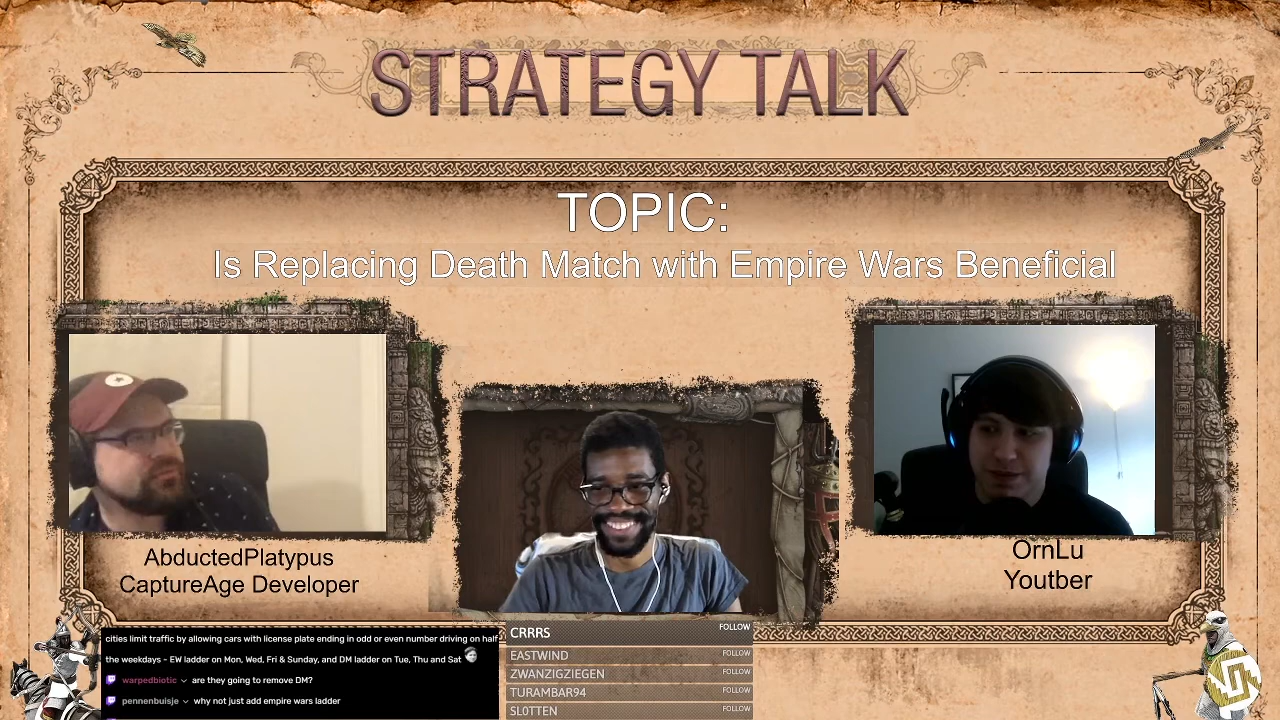 STRATEGY TALK
TOPIC:
Is Replacing Death Match with Empire Wars Beneficial
AbductedPlatypus
CaptureAge Developer
OrnLu
Youtber
cities limit traffic by allowing cars with license plate ending in odd or even number driving on half
the weekdays - EW ladder on Mon, Wed, Fri & Sunday, and DM ladder on Tue, Thu and Sat
warpedbiotic are they going to remove DM?
pennenbuisje why not just add empire wars ladder
CRRRS FOLLOW
EASTWIND FOLLOW
ZWANZIGZIEGEN FOLLOW
TURAMBAR94 FOLLOW
SL0TTEN FOLLOW